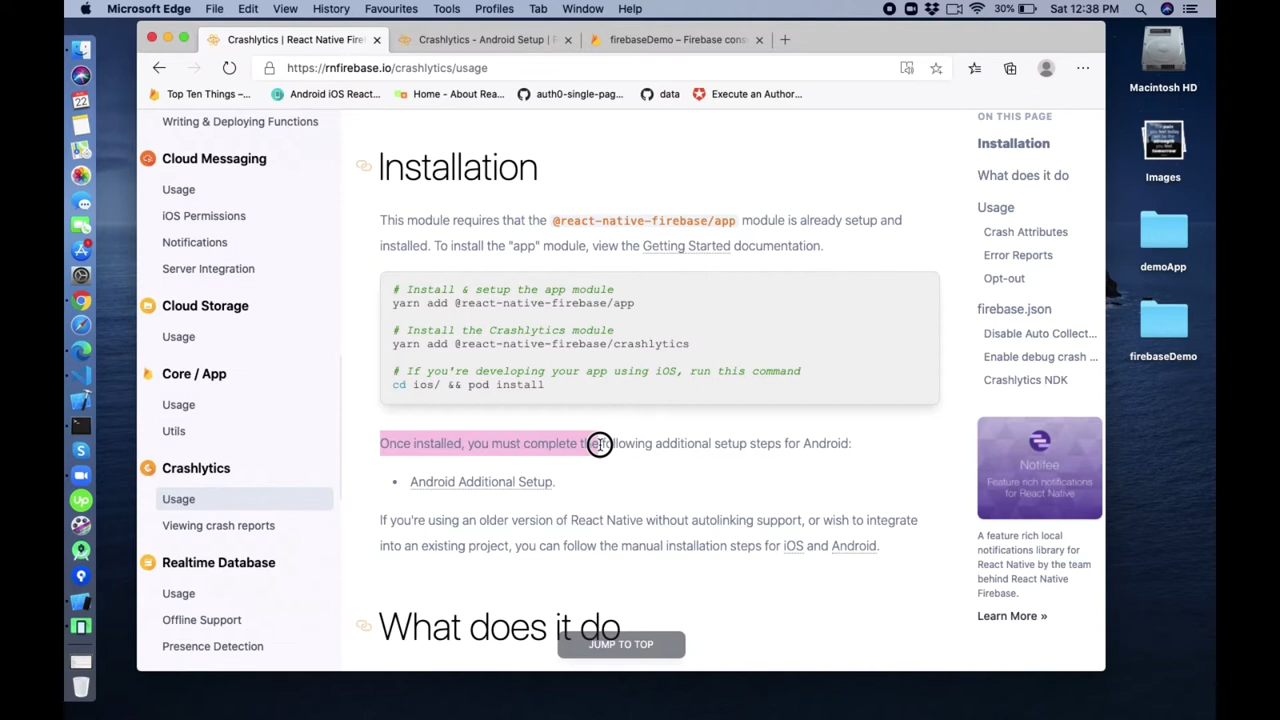 Microsoft Edge File Edit View History Favourites Tools Profiles Tab Window Help 30% Sat 12:38 PM
Crashlytics | React Native Fire
Crashlytics - Android Setup |
firebaseDemo – Firebase cons
https://rnfirebase.io/crashlytics/usage
Top Ten Things –...
Android iOS React...
Home - About Rea...
auth0-single-pag...
data
Execute an Author...
Writing & Deploying Functions
Cloud Messaging
Usage
iOS Permissions
Notifications
Server Integration
Cloud Storage
Usage
Core / App
Usage
Utils
Crashlytics
Usage
Viewing crash reports
Realtime Database
Usage
Offline Support
Presence Detection
Installation
This module requires that the @react-native-firebase/app module is already setup and
installed. To install the "app" module, view the Getting Started documentation.
# Install & setup the app module
yarn add @react-native-firebase/app
# Install the Crashlytics module
yarn add @react-native-firebase/crashlytics
# If you're developing your app using iOS, run this command
cd ios/ && pod install
Once installed, you must complete the following additional setup steps for Android:
• Android Additional Setup.
If you're using an older version of React Native without autolinking support, or wish to integrate
into an existing project, you can follow the manual installation steps for iOS and Android.
What does it do
JUMP TO TOP
ON THIS PAGE
Installation
What does it do
Usage
Crash Attributes
Error Reports
Opt-out
firebase.json
Disable Auto Collect...
Enable debug crash ...
Crashlytics NDK
Notifee
Feature rich notifications
for React Native
A feature rich local
notifications library for
React Native by the team
behind React Native
Firebase.
Learn More »
Macintosh HD
Images
demoApp
firebaseDemo